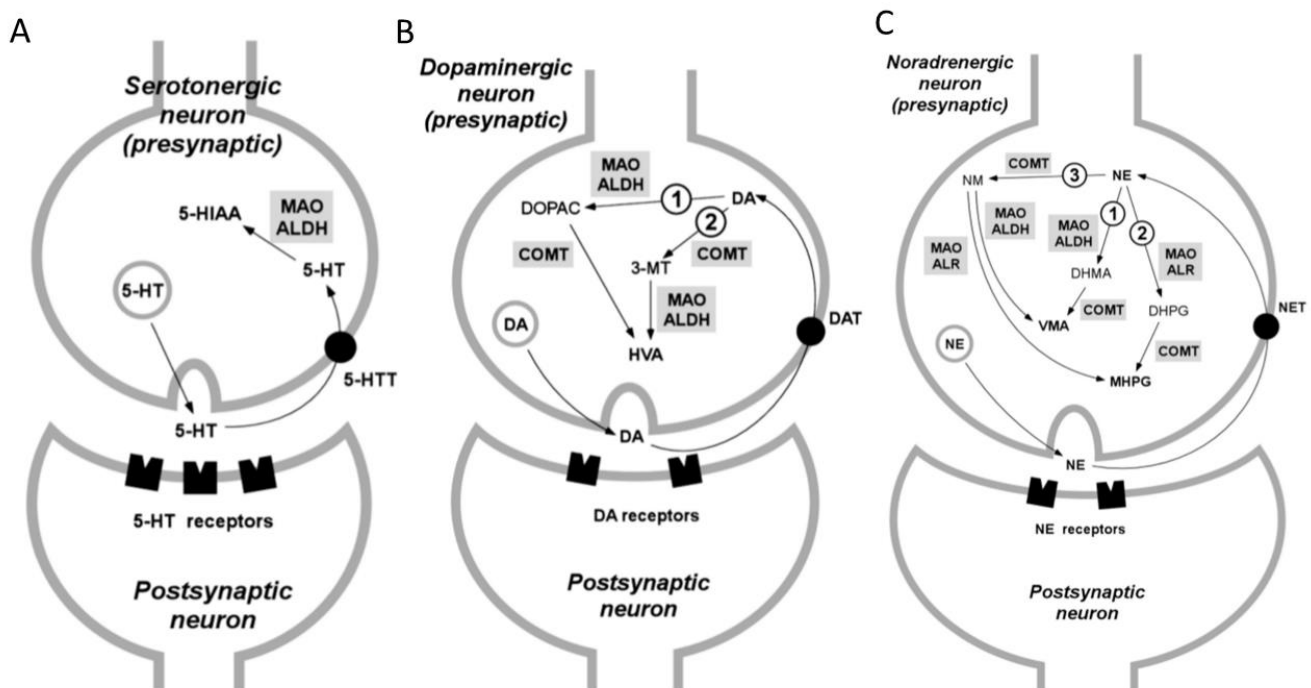 A
Serotonergic
neuron
(presynaptic)
5-HIAA
MAO
ALDH
5-HT
5-HT
5-HTT
5-HT
5-HT receptors
Postsynaptic
neuron
B
Dopaminergic
neuron
(presynaptic)
MAO
ALDH
DOPAC
1
DA
2
COMT
COMT
3-MT
MAO
ALDH
DA
DAT
HVA
DA
DA receptors
Postsynaptic
neuron
C
Noradrenergic
neuron
(presynaptic)
COMT
NM
3
NE
MAO
ALDH
MAO
ALDH
1
2
MAO
ALR
MAO
ALR
DHMA
DHPG
COMT
VMA
NET
NE
COMT
MHPG
NE
NE receptors
Postsynaptic
neuron